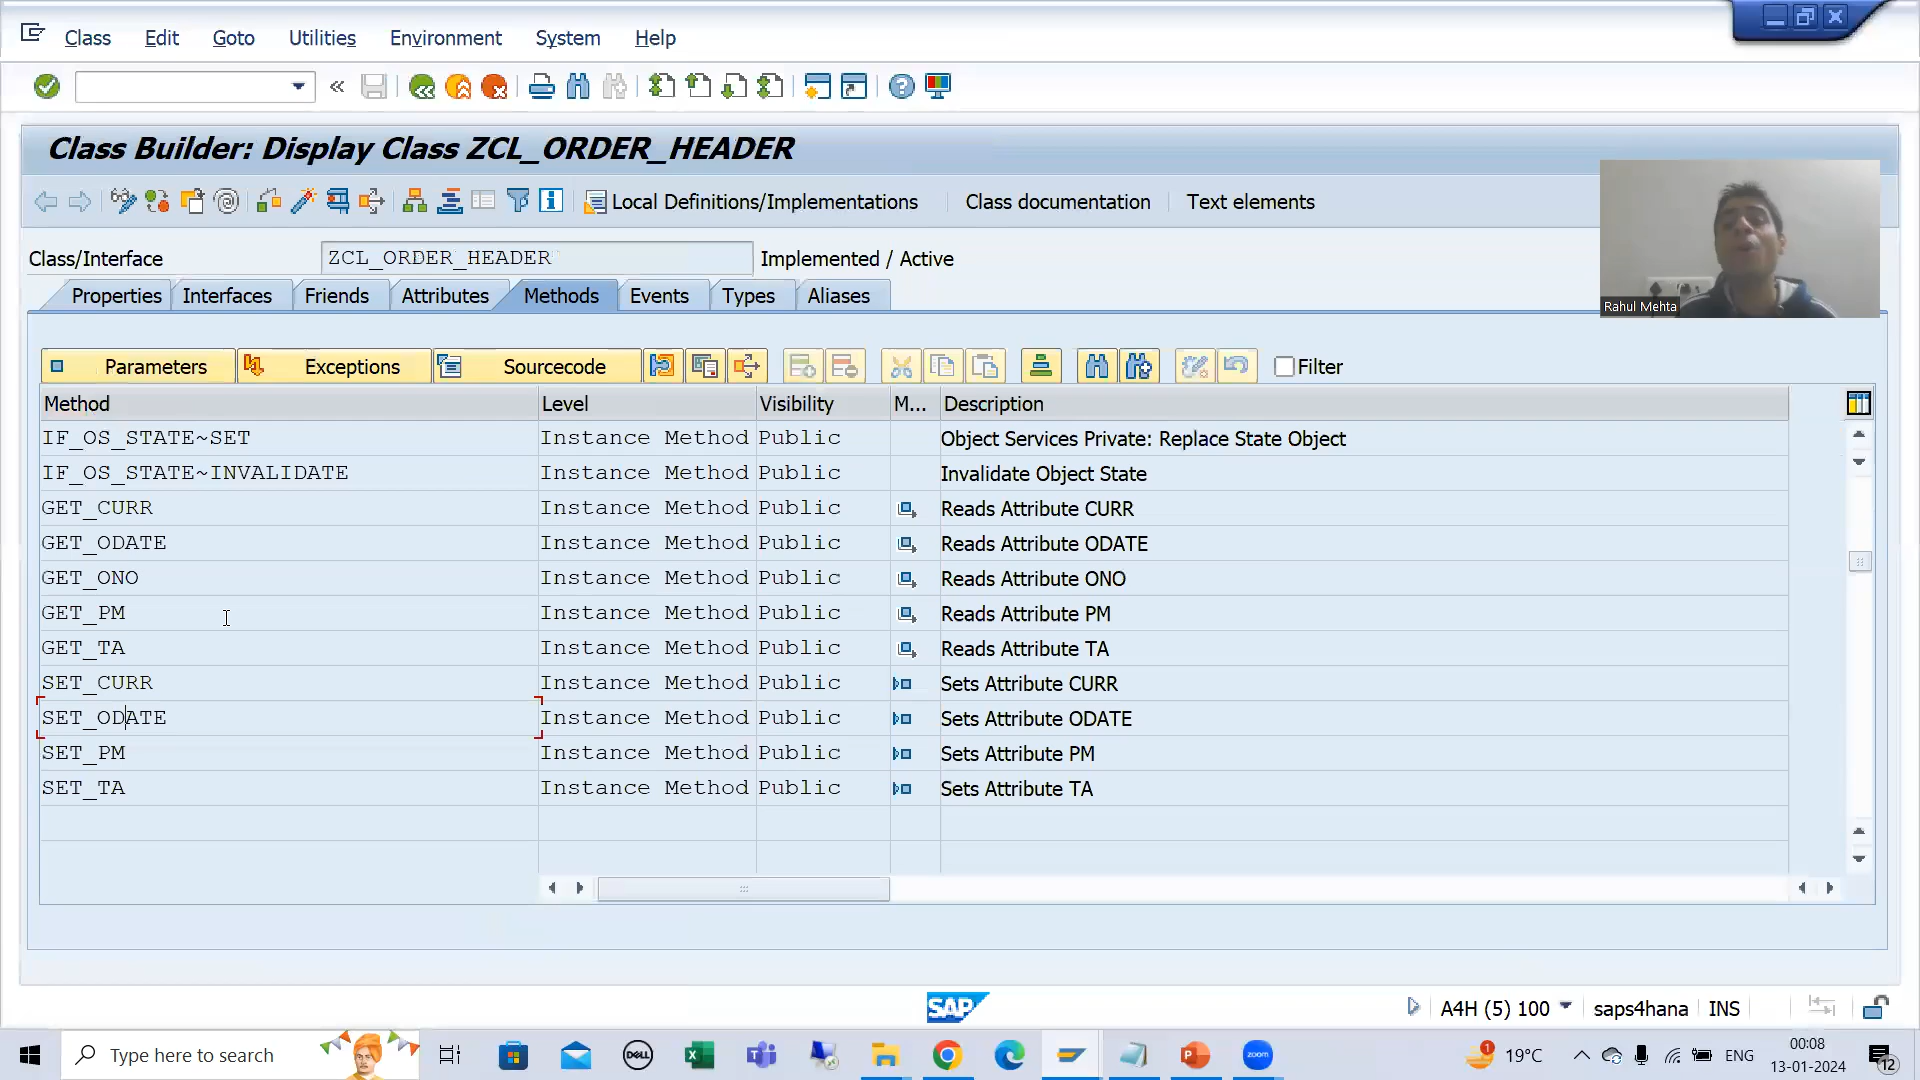 Class Edit Goto Utilities Environment System Help
Class Builder: Display Class ZCL_ORDER_HEADER
Local Definitions/Implementations Class documentation Text elements
Class/Interface ZCL_ORDER_HEADER Implemented / Active
Properties Interfaces Friends Attributes Methods Events Types Aliases
Rahul Mehta
Parameters Exceptions Sourcecode Filter
Method Level Visibility M... Description
IF_OS_STATE~SET Instance Method Public Object Services Private: Replace State Object
IF_OS_STATE~INVALIDATE Instance Method Public Invalidate Object State
GET_CURR Instance Method Public Reads Attribute CURR
GET_ODATE Instance Method Public Reads Attribute ODATE
GET_ONO Instance Method Public Reads Attribute ONO
GET_PM Instance Method Public Reads Attribute PM
GET_TA Instance Method Public Reads Attribute TA
SET_CURR Instance Method Public Sets Attribute CURR
SET_ODATE Instance Method Public Sets Attribute ODATE
SET_PM Instance Method Public Sets Attribute PM
SET_TA Instance Method Public Sets Attribute TA
SAP A4H (5) 100 saps4hana INS
Type here to search DELL zoom 1 19°C ENG 00:08
13-01-2024 12